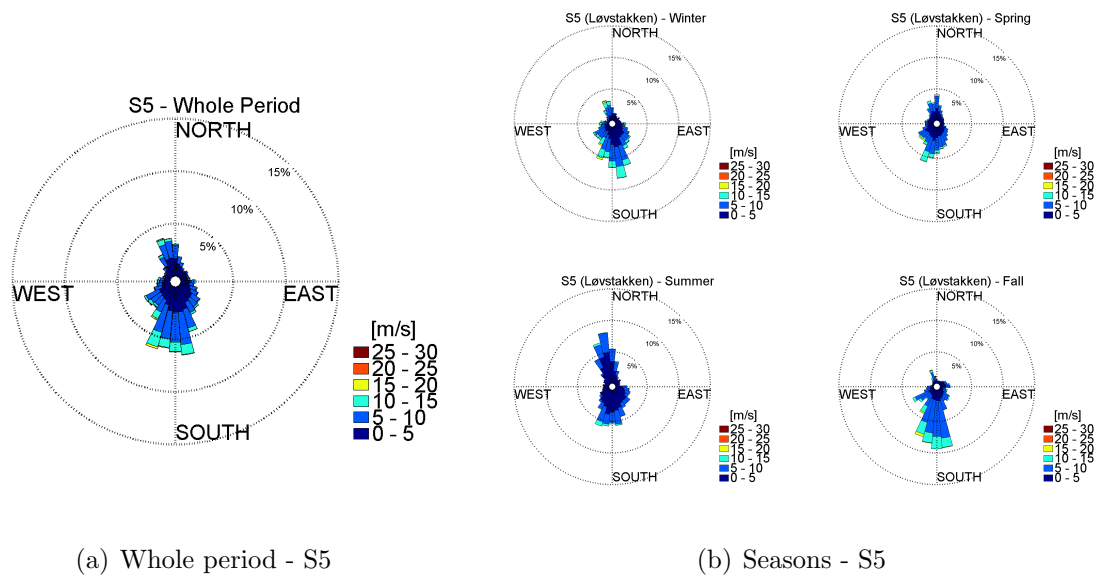 S5 - Whole Period
NORTH
15%
10%
5%
WEST
EAST
SOUTH
[m/s]
25 - 30
20 - 25
15 - 20
10 - 15
5 - 10
0 - 5
(a) Whole period - S5
S5 (Løvstakken) - Winter
NORTH
15%
10%
5%
WEST
EAST
SOUTH
[m/s]
25 - 30
20 - 25
15 - 20
10 - 15
5 - 10
0 - 5
S5 (Løvstakken) - Spring
NORTH
15%
10%
5%
WEST
EAST
SOUTH
[m/s]
25 - 30
20 - 25
15 - 20
10 - 15
5 - 10
0 - 5
S5 (Løvstakken) - Summer
NORTH
15%
10%
5%
WEST
EAST
SOUTH
[m/s]
25 - 30
20 - 25
15 - 20
10 - 15
5 - 10
0 - 5
S5 (Løvstakken) - Fall
NORTH
15%
10%
5%
WEST
EAST
SOUTH
[m/s]
25 - 30
20 - 25
15 - 20
10 - 15
5 - 10
0 - 5
(b) Seasons - S5